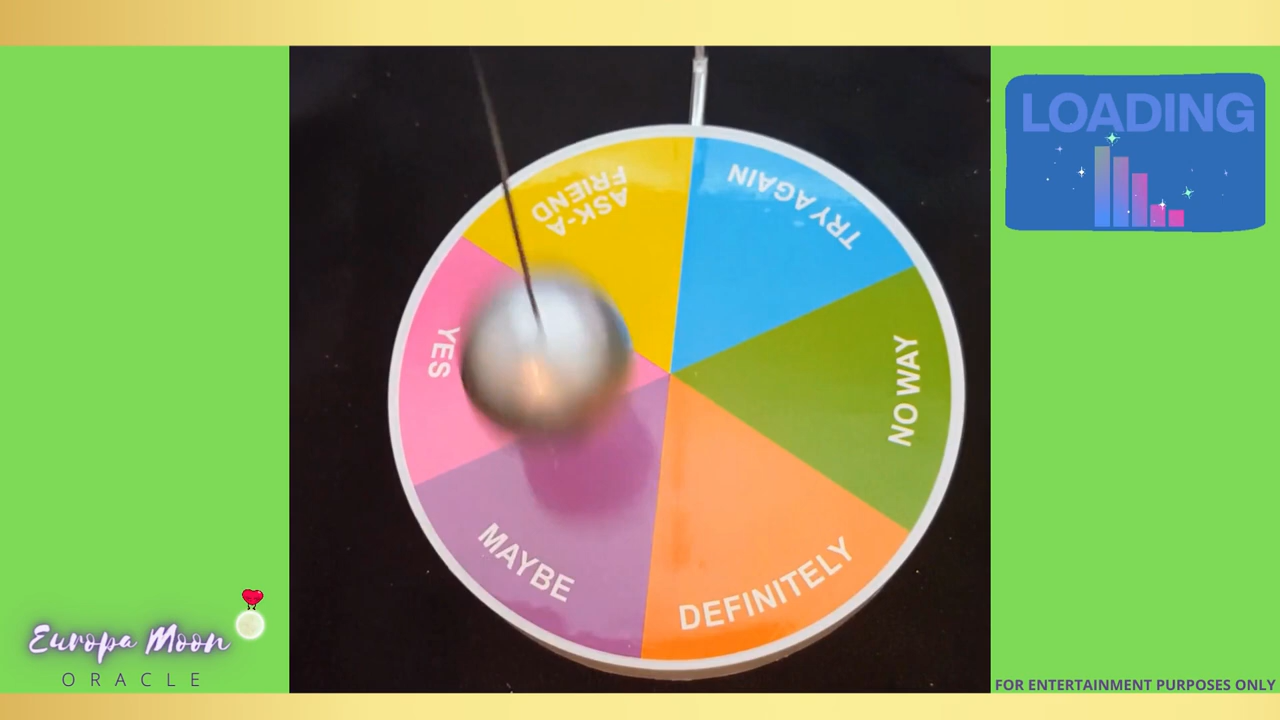 LOADING
ASK-A
FRIEND
TRY AGAIN
YES
NO WAY
MAYBE
DEFINITELY
Europa Moon
ORACLE
FOR ENTERTAINMENT PURPOSES ONLY